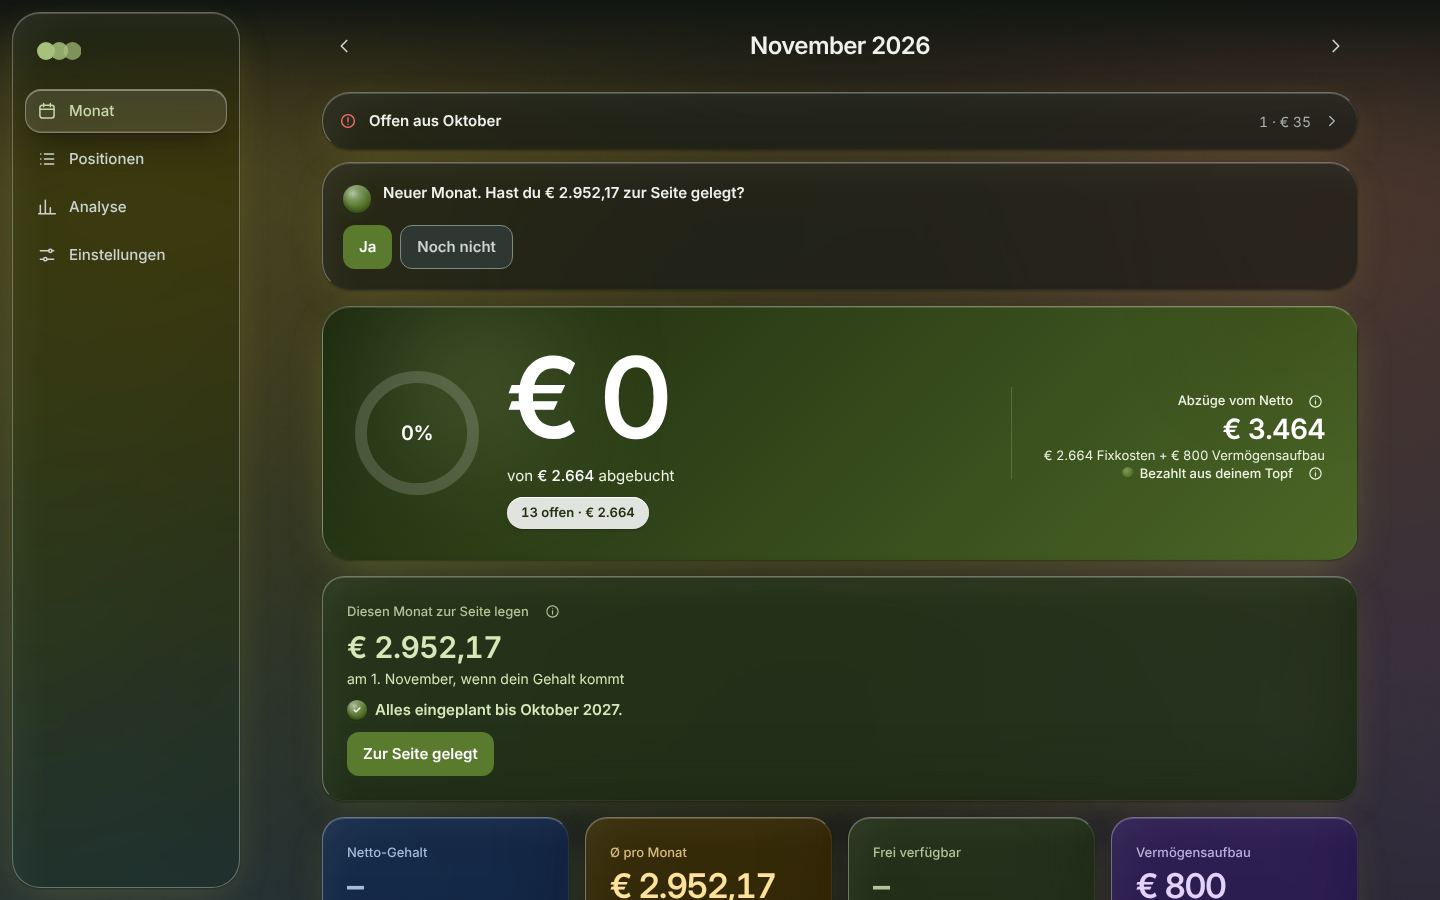 November 2026
Monat
Positionen
Analyse
Einstellungen
Offen aus Oktober
1 · € 35
Neuer Monat. Hast du € 2.952,17 zur Seite gelegt?
Ja
Noch nicht
0%
€ 0
von € 2.664 abgebucht
13 offen · € 2.664
Abzüge vom Netto
€ 3.464
€ 2.664 Fixkosten + € 800 Vermögensaufbau
Bezahlt aus deinem Topf
Diesen Monat zur Seite legen
€ 2.952,17
am 1. November, wenn dein Gehalt kommt
Alles eingeplant bis Oktober 2027.
Zur Seite gelegt
Netto-Gehalt
–
Ø pro Monat
€ 2.952,17
Frei verfügbar
–
Vermögensaufbau
€ 800